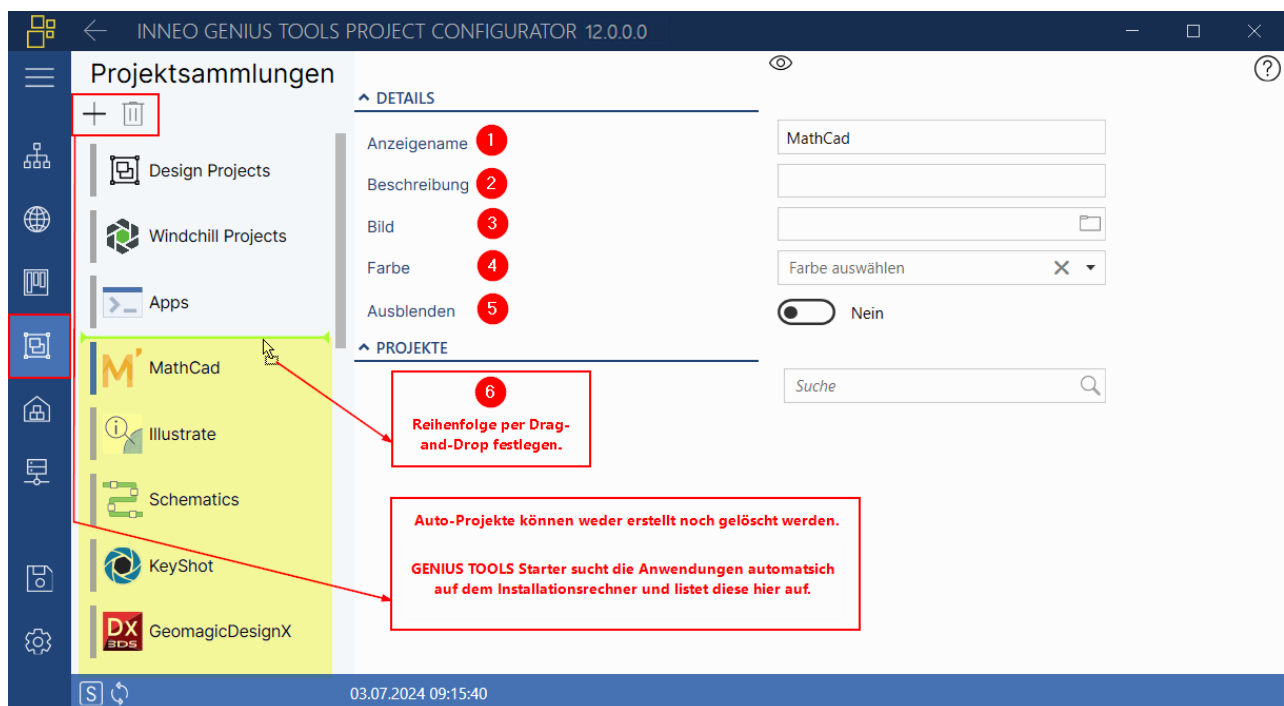 INNEO GENIUS TOOLS PROJECT CONFIGURATOR 12.0.0.0
Projektsammlungen
Design Projects
Windchill Projects
Apps
MathCad
Illustrate
Schematics
KeyShot
DX
3DS
GeomagicDesignX
DETAILS
Anzeigename 1
MathCad
Beschreibung 2
Bild 3
Farbe 4
Farbe auswählen
Ausblenden 5
Nein
PROJEKTE
Suche
6
Reihenfolge per Drag-
and-Drop festlegen.
Auto-Projekte können weder erstellt noch gelöscht werden.
GENIUS TOOLS Starter sucht die Anwendungen automatsich
auf dem Installationsrechner und listet diese hier auf.
S
03.07.2024 09:15:40